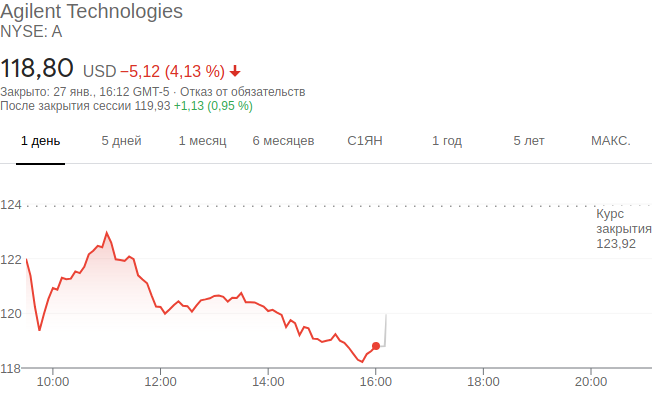 Agilent Technologies
NYSE: A
118,80 USD −5,12 (4,13 %)
Закрыто: 27 янв., 16:12 GMT-5 · Отказ от обязательств
После закрытия сессии 119,93 +1,13 (0,95 %)
1 день 5 дней 1 месяц 6 месяцев С1ЯН 1 год 5 лет МАКС.
124
Курс
закрытия
123,92
122
120
118
10:00 12:00 14:00 16:00 18:00 20:00